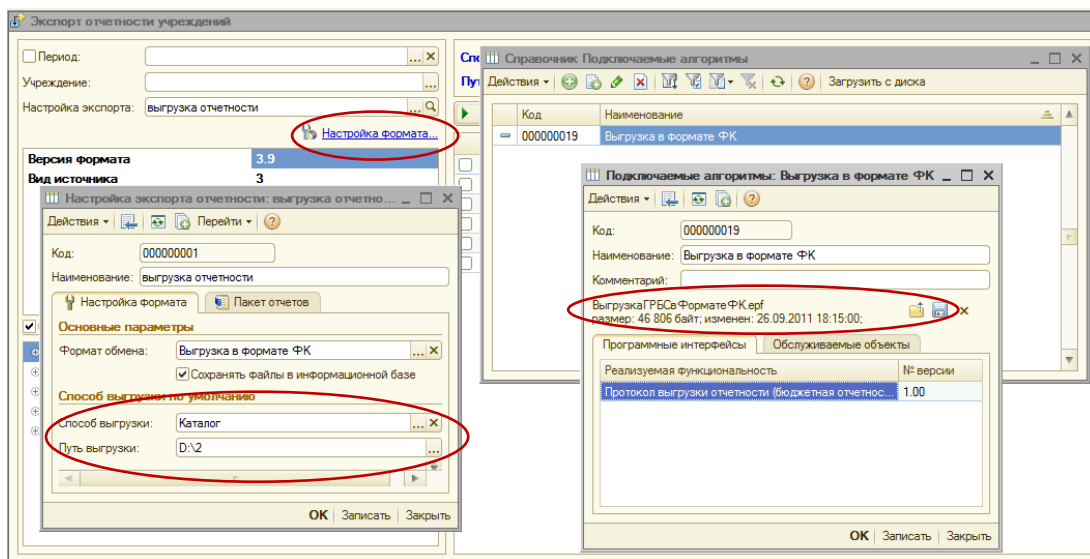 Экспорт отчетности учреждений
Период:
Учреждение:
Настройка экспорта: выгрузка отчетности
Настройка формата...
Версия формата 3.9
Вид источника 3
Настройка экспорта отчетности: выгрузка отчетно...
Действия Перейти
Код: 000000001
Наименование: выгрузка отчетности
Настройка формата Пакет отчетов
Основные параметры
Формат обмена: Выгрузка в формате ФК
Сохранять файлы в информационной базе
Способ выгрузки по умолчанию
Способ выгрузки: Каталог
Путь выгрузки: D:\2
ОК Записать Закрыть
Спо
Пут
Справочник Подключаемые алгоритмы
Действия Загрузить с диска
Код Наименование
000000019 Выгрузка в формате ФК
Подключаемые алгоритмы: Выгрузка в формате ФК
Действия
Код: 000000019
Наименование: Выгрузка в формате ФК
Комментарий:
ВыгрузкаГРБСвФорматеФК.epf
размер: 46 806 байт; изменен: 26.09.2011 18:15:00;
Программные интерфейсы Обслуживаемые объекты
Реализуемая функциональность № версии
Протокол выгрузки отчетности (бюджетная отчетнос... 1.00
ОК Записать Закрыть